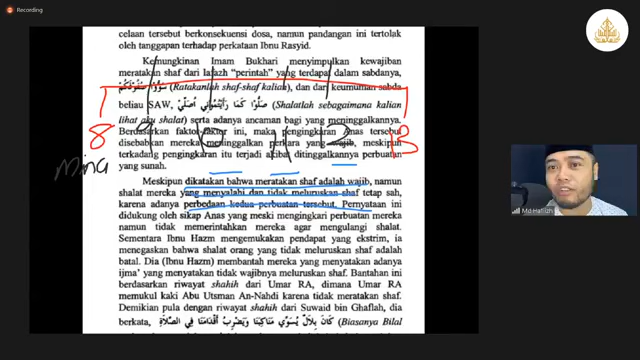 Recording
celaan tersebut berkonsekuensi dosa, namun pandangan ini tertolak
oleh tanggapan terhadap perkataan Ibnu Rasyid.
Kemungkinan Imam Bukhari menyimpulkan kewajiban
meratakan shaf dari lafazh "perintah" yang terdapat dalam sabdanya,
سَوُّوْا صُفُوْفَكُمْ (Ratakanlah shaf-shaf kalian), dan dari keumuman sabda
beliau SAW, صَلُّوْا كَمَا رَأَيْتُمُوْنِي أُصَلِّي (Shalatlah sebagaimana kalian
lihat aku shalat) serta adanya ancaman bagi yang meninggalkannya.
Berdasarkan faktor-faktor ini, maka pengingkaran Anas tersebut
disebabkan mereka meninggalkan perkara yang wajib, meskipun
terkadang pengingkaran itu terjadi akibat ditinggalkannya perbuatan
yang sunah.
8 9 10 11 12 13
Mina
Meskipun dikatakan bahwa meratakan shaf adalah wajib, namun
shalat mereka yang menyalahi dan tidak meluruskan shaf tetap sah,
karena adanya perbedaan kedua perbuatan tersebut. Pernyataan ini
didukung oleh sikap Anas yang meski mengingkari perbuatan mereka
namun tidak memerintahkan mereka agar mengulangi shalat.
Sementara Ibnu Hazm mengemukakan pendapat yang ekstrim, ia
menegaskan bahwa shalat orang yang tidak meluruskan shaf adalah
batal. Dia (Ibnu Hazm) membantah mereka yang menyatakan adanya
ijma' yang menyatakan tidak wajibnya meluruskan shaf. Bantahan ini
berdasarkan riwayat shahih dari Umar RA, dimana Umar RA
memukul kaki Abu Utsman An-Nahdi karena tidak meratakan shaf.
Demikian pula dengan riwayat shahih dari Suwaid bin Ghaflah, dia
berkata, كَانَ بِلاَلٌ يُسَوِّي مَنَاكِبَنَا وَيَضْرِبُ أَقْدَامَنَا فِي الصَّلاَةِ (Biasanya Bilal